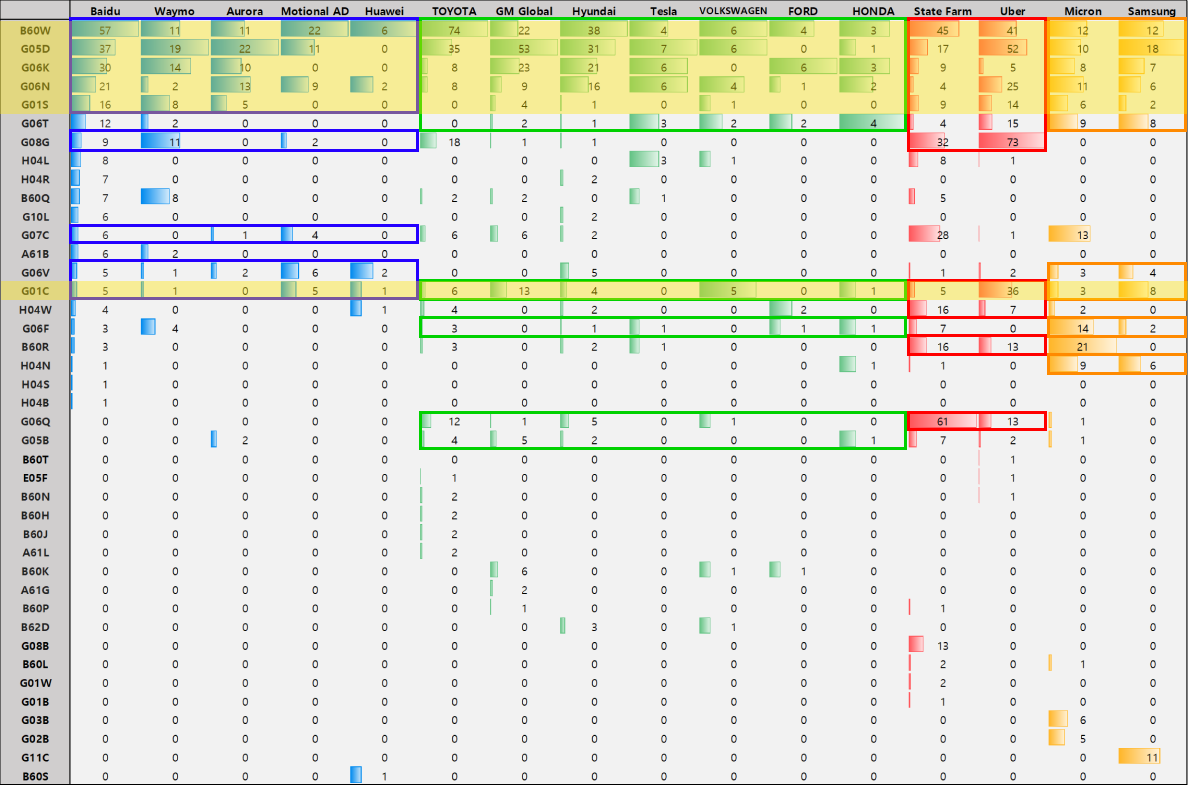 Baidu Waymo Aurora Motional AD Huawei TOYOTA GM Global Hyundai Tesla VOLKSWAGEN FORD HONDA State Farm Uber Micron Samsung
B60W 57 11 11 22 6 74 22 38 4 6 4 3 45 41 12 12
G05D 37 19 22 11 0 35 53 31 7 6 0 1 17 52 10 18
G06K 30 14 10 0 0 8 23 21 6 0 6 3 9 5 8 7
G06N 21 2 13 9 2 8 9 16 6 4 1 2 4 25 11 6
G01S 16 8 5 0 0 0 4 1 0 1 0 0 9 14 6 2
G06T 12 2 0 0 0 0 2 1 3 2 2 4 4 15 9 8
G08G 9 11 0 2 0 18 1 1 0 0 0 0 32 73 0 0
H04L 8 0 0 0 0 0 0 0 3 1 0 0 8 1 0 0
H04R 7 0 0 0 0 0 0 2 0 0 0 0 0 0 0 0
B60Q 7 8 0 0 0 2 2 0 1 0 0 0 5 0 0 0
G10L 6 0 0 0 0 0 0 2 0 0 0 0 0 0 0 0
G07C 6 0 1 4 0 6 6 2 0 0 0 0 28 1 13 0
A61B 6 2 0 0 0 0 0 0 0 0 0 0 0 0 0 0
G06V 5 1 2 6 2 0 0 5 0 0 0 0 1 2 3 4
G01C 5 1 0 5 1 6 13 4 0 5 0 1 5 36 3 8
H04W 4 0 0 0 1 4 0 2 0 0 2 0 16 7 2 0
G06F 3 4 0 0 0 3 0 1 1 0 1 1 7 0 14 2
B60R 3 0 0 0 0 3 0 2 1 0 0 0 16 13 21 0
H04N 1 0 0 0 0 0 0 0 0 0 0 1 1 0 9 6
H04S 1 0 0 0 0 0 0 0 0 0 0 0 0 0 0 0
H04B 1 0 0 0 0 0 0 0 0 0 0 0 0 0 0 0
G06Q 0 0 0 0 0 12 1 5 0 1 0 0 61 13 1 0
G05B 0 0 2 0 0 4 5 2 0 0 0 1 7 2 1 0
B60T 0 0 0 0 0 0 0 0 0 0 0 0 0 1 0 0
E05F 0 0 0 0 0 1 0 0 0 0 0 0 0 1 0 0
B60N 0 0 0 0 0 2 0 0 0 0 0 0 0 1 0 0
B60H 0 0 0 0 0 2 0 0 0 0 0 0 0 0 0 0
B60J 0 0 0 0 0 2 0 0 0 0 0 0 0 0 0 0
A61L 0 0 0 0 0 2 0 0 0 0 0 0 0 0 0 0
B60K 0 0 0 0 0 0 6 0 0 1 1 0 0 0 0 0
A61G 0 0 0 0 0 0 2 0 0 0 0 0 0 0 0 0
B60P 0 0 0 0 0 0 1 0 0 0 0 0 1 0 0 0
B62D 0 0 0 0 0 0 0 3 0 1 0 0 0 0 0 0
G08B 0 0 0 0 0 0 0 0 0 0 0 0 13 0 0 0
B60L 0 0 0 0 0 0 0 0 0 0 0 0 2 0 1 0
G01W 0 0 0 0 0 0 0 0 0 0 0 0 2 0 0 0
G01B 0 0 0 0 0 0 0 0 0 0 0 0 1 0 0 0
G03B 0 0 0 0 0 0 0 0 0 0 0 0 0 0 6 0
G02B 0 0 0 0 0 0 0 0 0 0 0 0 0 0 5 0
G11C 0 0 0 0 0 0 0 0 0 0 0 0 0 0 0 11
B60S 0 0 0 0 1 0 0 0 0 0 0 0 0 0 0 0